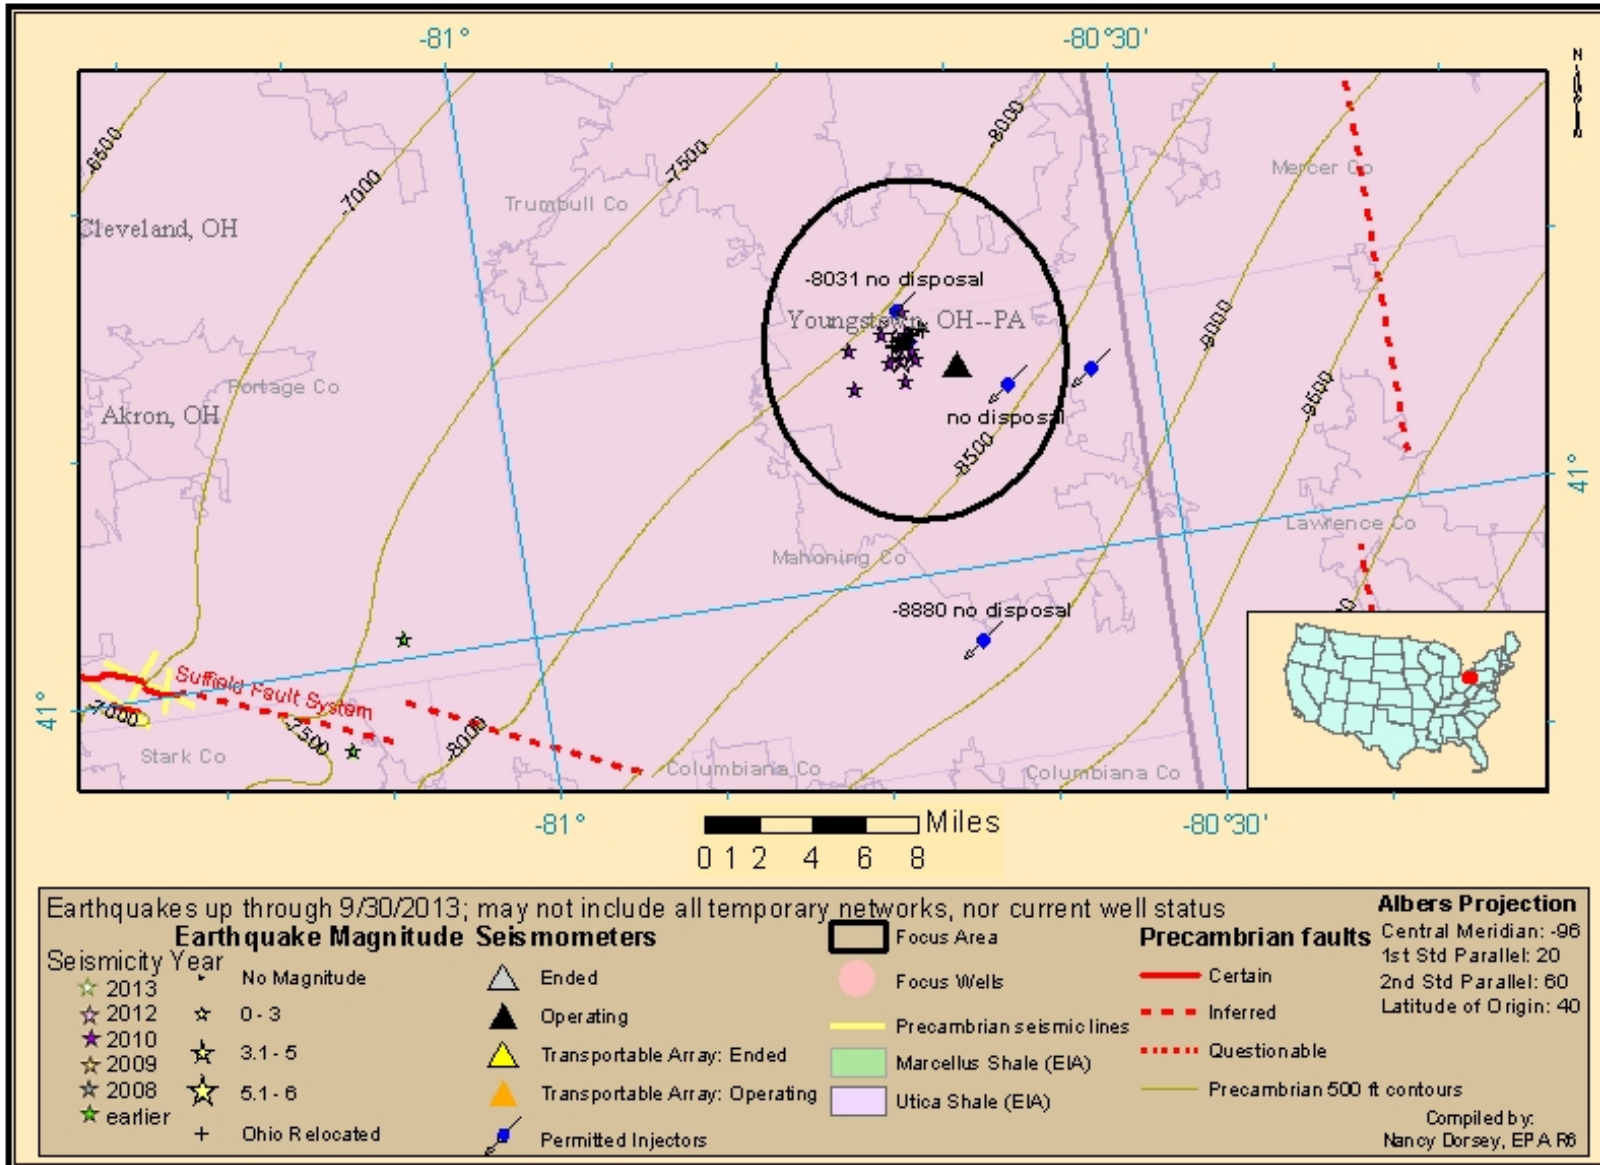 -81° -80°30'
N
-6500
-7000
-7500
-8000
Mercer Co
Trumbull Co
Cleveland, OH
-8031 no disposal
Youngstown, OH--PA
-9000
Portage Co
Akron, OH
no disposal
-9500
-8500
41°
Lawrence Co
Mahoning Co
-8880 no disposal
Suffield Fault System
41°
-7000
-7500
-8000
Stark Co
Columbiana Co
Columbiana Co
-81° -80°30'
Miles
0 1 2 4 6 8
Earthquakes up through 9/30/2013; may not include all temporary networks, nor current well status
Seismicity Year
2013
2012
2010
2009
2008
earlier
Earthquake Magnitude
No Magnitude
0 - 3
3.1 - 5
5.1 - 6
Ohio Relocated
Seismometers
Ended
Operating
Transportable Array: Ended
Transportable Array: Operating
Permitted Injectors
Focus Area
Focus Wells
Precambrian seismic lines
Marcellus Shale (EIA)
Utica Shale (EIA)
Precambrian faults
Certain
Inferred
Questionable
Precambrian 500 ft contours
Albers Projection
Central Meridian: -96
1st Std Parallel: 20
2nd Std Parallel: 60
Latitude of Origin: 40
Compiled by:
Nancy Dorsey, EPA R6